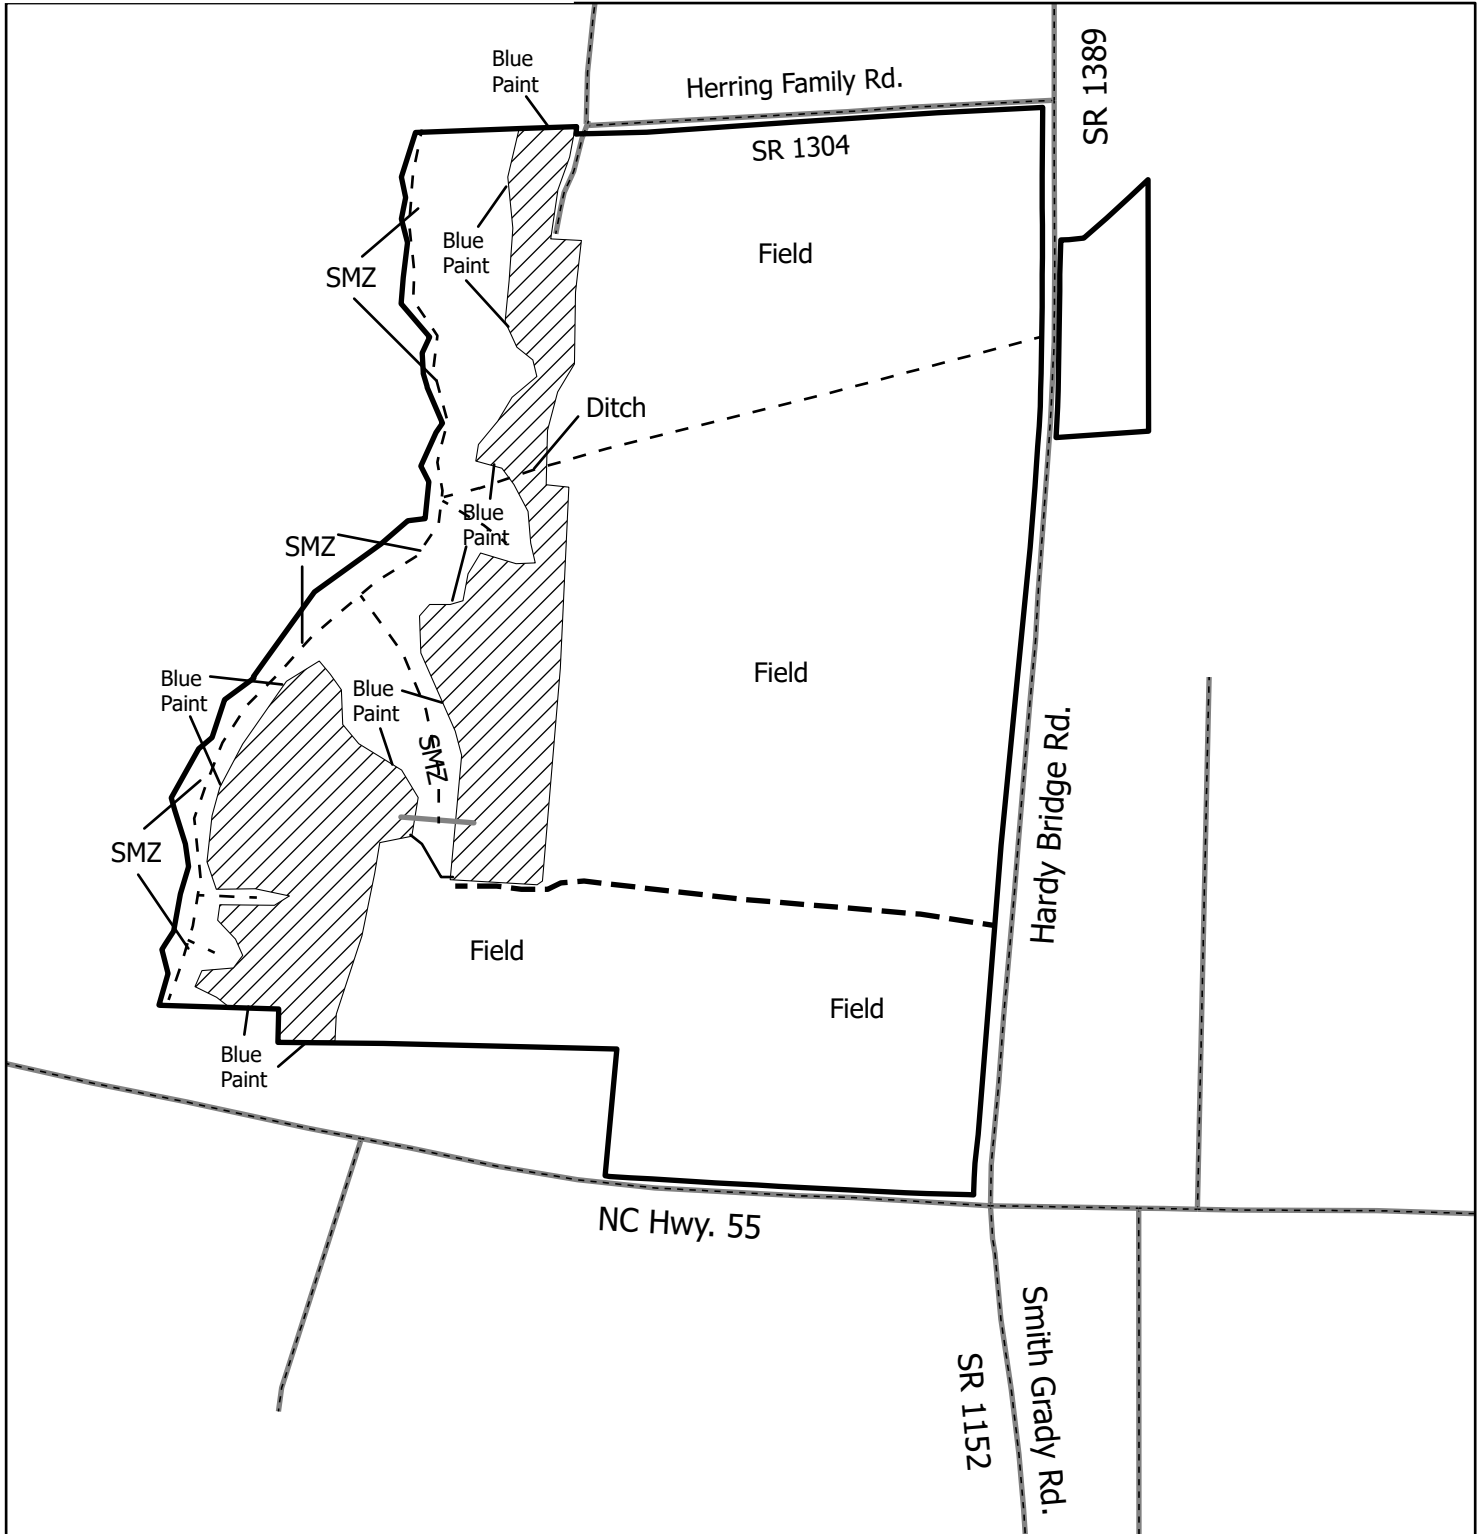 Blue
Paint
Herring Family Rd.
SR 1389
SR 1304
Blue
Paint
Field
SMZ
Ditch
Blue
Paint
SMZ
Blue
Paint
Blue
Paint
Field
SMZ
Hardy Bridge Rd.
SMZ
Field
Field
Blue
Paint
NC Hwy. 55
Smith Grady Rd.
SR 1152